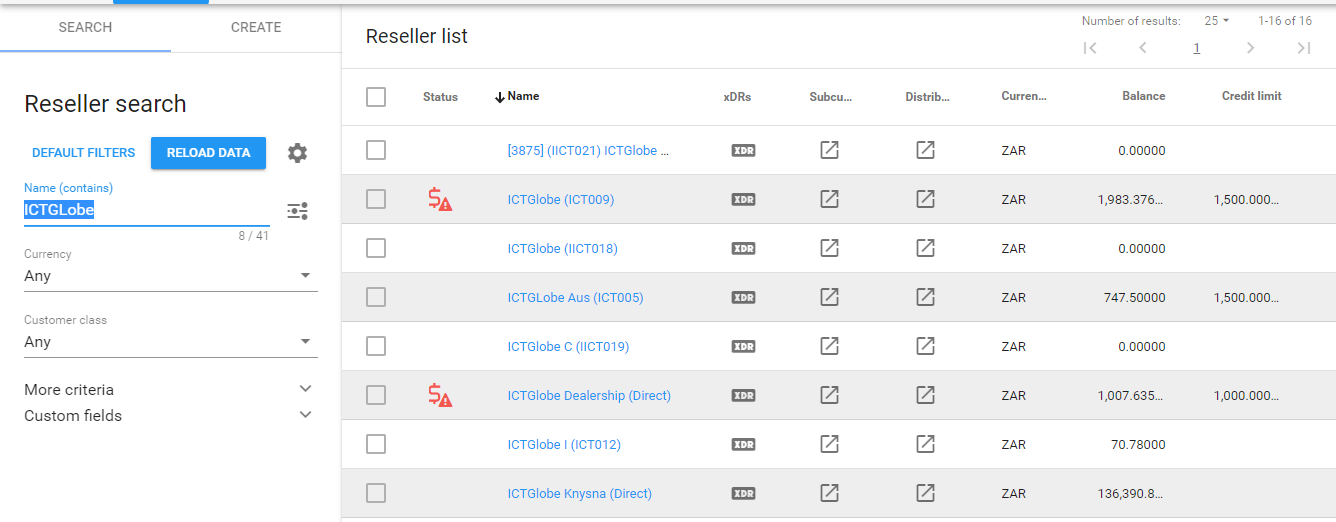 SEARCH CREATE
Reseller search
DEFAULT FILTERS RELOAD DATA
Name (contains)
ICTGLobe
8 / 41
Currency
Any
Customer class
Any
More criteria
Custom fields
Reseller list
Number of results: 25 1-16 of 16
1
Status Name xDRs Subcu... Distrib... Curren... Balance Credit limit
[3875] (IICT021) ICTGlobe ... XDR ZAR 0.00000
ICTGlobe (ICT009) XDR ZAR 1,983.376... 1,500.000...
ICTGlobe (IICT018) XDR ZAR 0.00000
ICTGLobe Aus (ICT005) XDR ZAR 747.50000 1,500.000...
ICTGlobe C (IICT019) XDR ZAR 0.00000
ICTGlobe Dealership (Direct) XDR ZAR 1,007.635... 1,000.000...
ICTGlobe I (ICT012) XDR ZAR 70.78000
ICTGlobe Knysna (Direct) XDR ZAR 136,390.8...